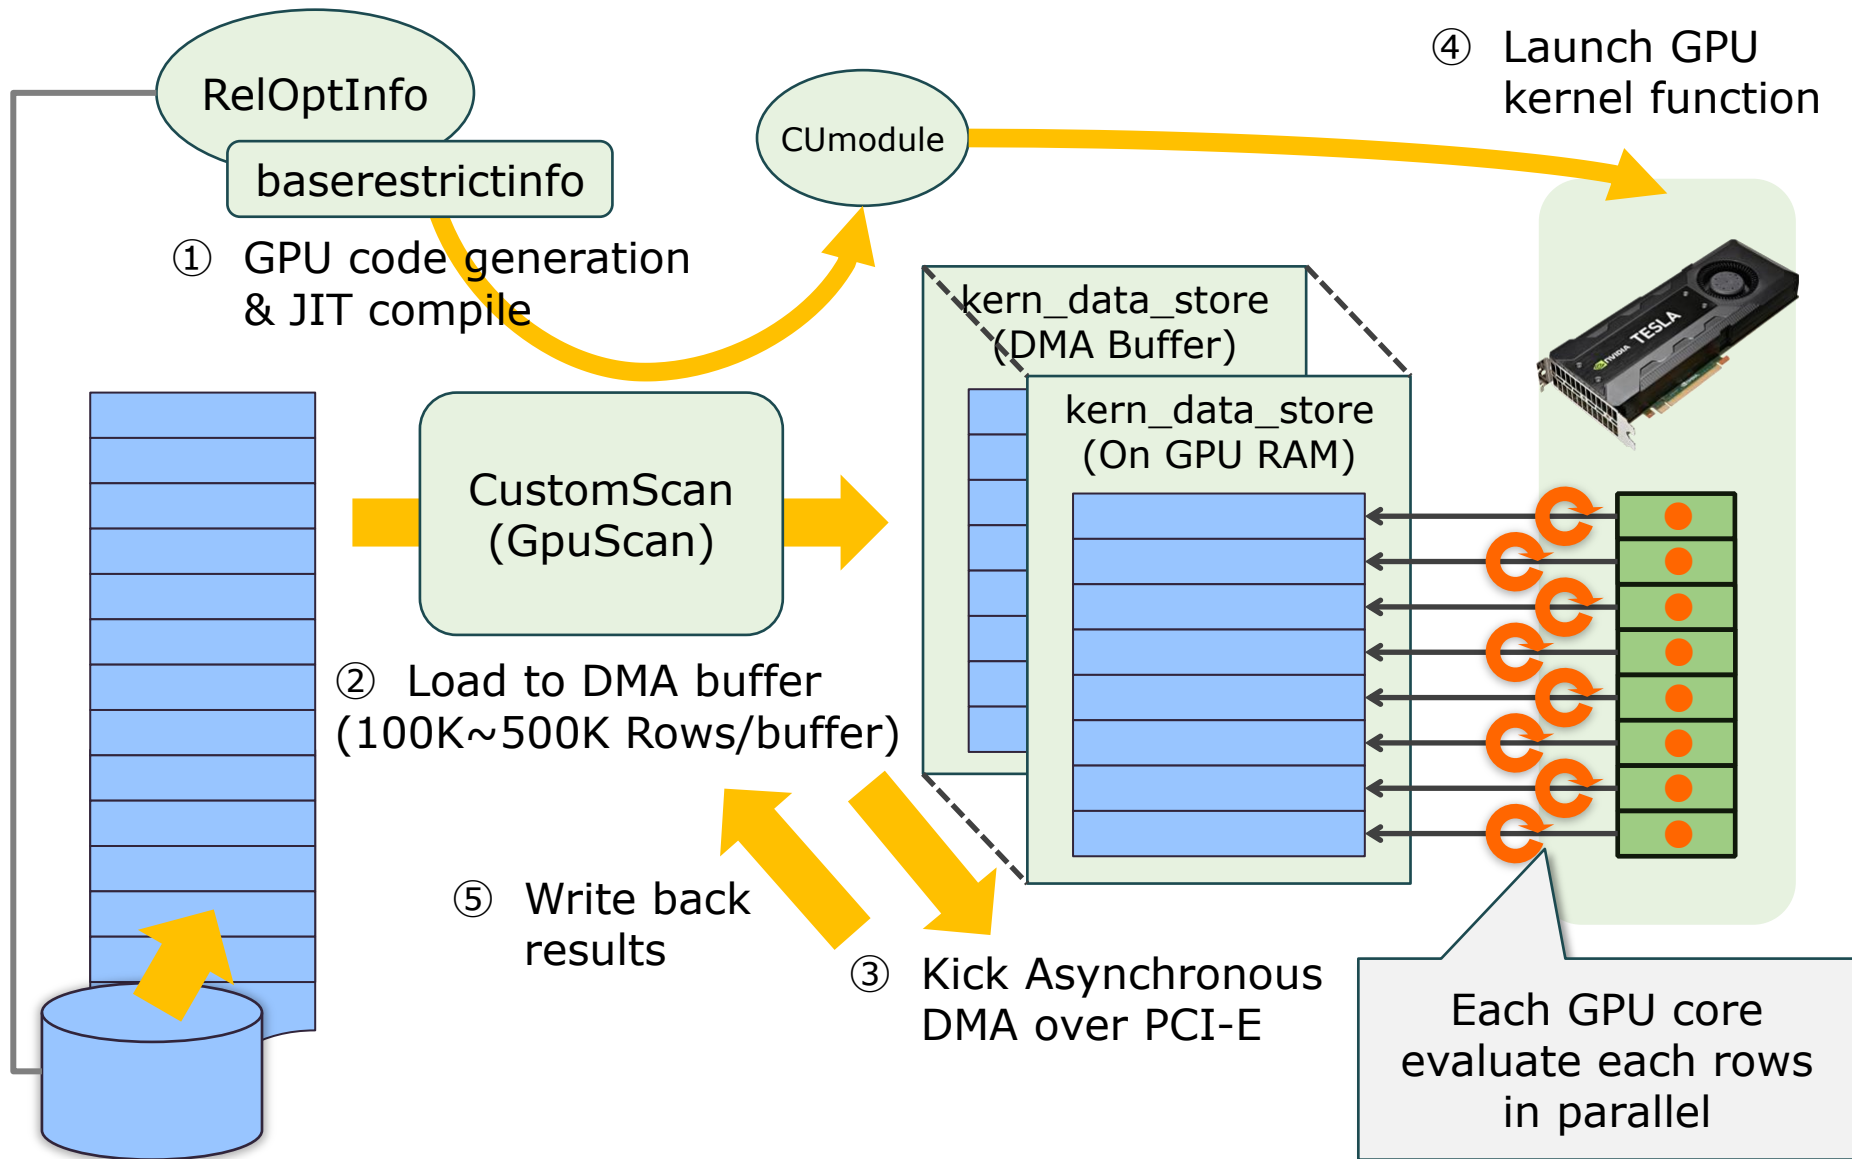 RelOptInfo
baserestrictinfo
① GPU code generation
& JIT compile
CUmodule
④ Launch GPU
kernel function
kern_data_store
(DMA Buffer)
kern_data_store
(On GPU RAM)
NVIDIA TESLA
CustomScan
(GpuScan)
② Load to DMA buffer
(100K~500K Rows/buffer)
⑤ Write back
results
③ Kick Asynchronous
DMA over PCI-E
Each GPU core
evaluate each rows
in parallel